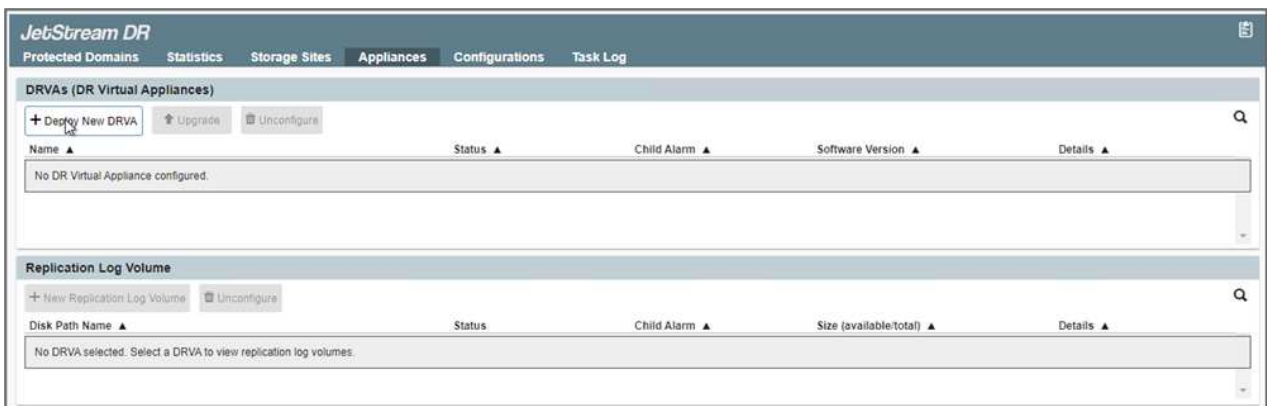 JetStream DR
Protected Domains Statistics Storage Sites Appliances Configurations Task Log
DRVAs (DR Virtual Appliances)
+ Deploy New DRVA Upgrade Unconfigure
Name ▲ Status ▲ Child Alarm ▲ Software Version ▲ Details ▲
No DR Virtual Appliance configured.
Replication Log Volume
+ New Replication Log Volume Unconfigure
Disk Path Name ▲ Status Child Alarm ▲ Size (available/total) ▲ Details ▲
No DRVA selected. Select a DRVA to view replication log volumes.